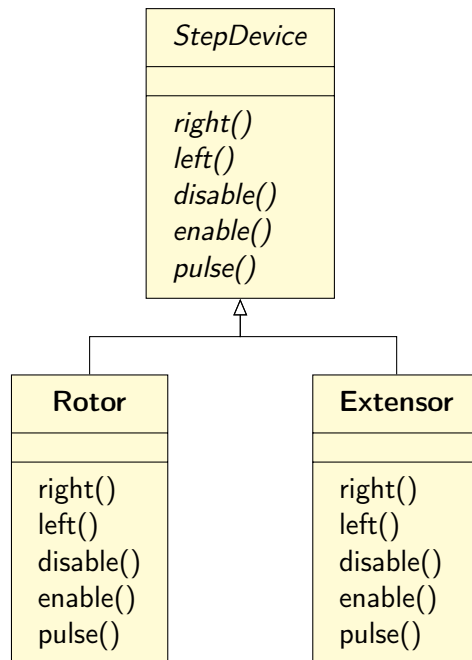 StepDevice
right()
left()
disable()
enable()
pulse()
Rotor
right()
left()
disable()
enable()
pulse()
Extensor
right()
left()
disable()
enable()
pulse()